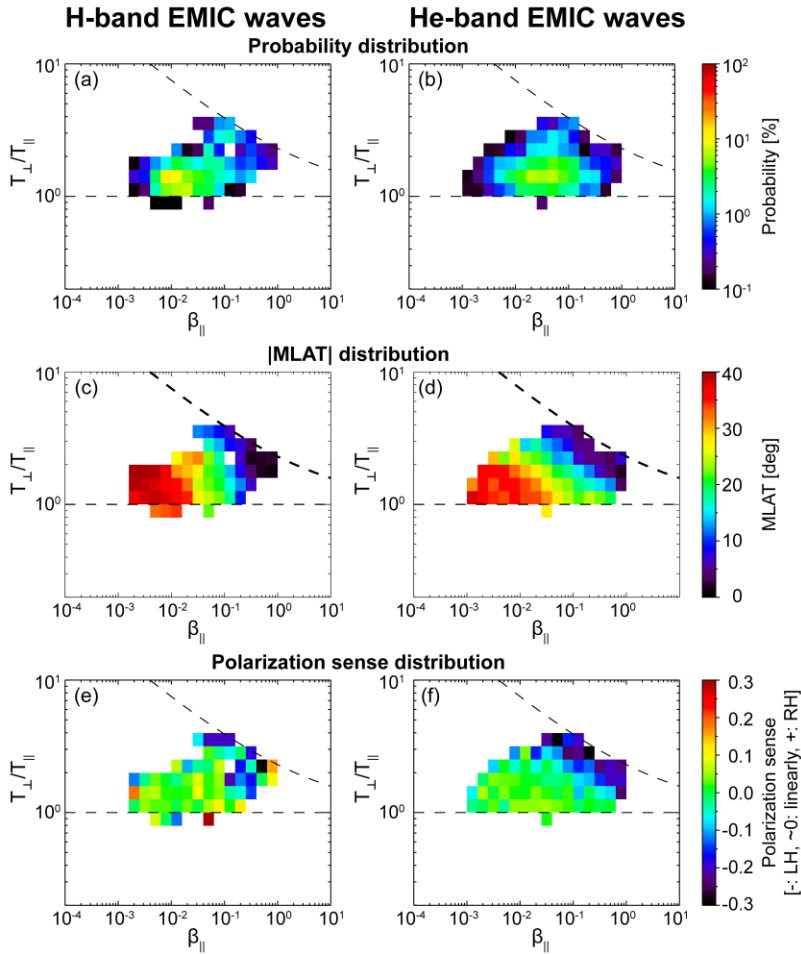 H-band EMIC waves He-band EMIC waves
Probability distribution
(a) (b)
10¹ 10⁰
T⊥/T||
10⁻⁴ 10⁻³ 10⁻² 10⁻¹ 10⁰ 10¹
β||
10¹ 10⁰
T⊥/T||
10⁻⁴ 10⁻³ 10⁻² 10⁻¹ 10⁰ 10¹
β||
10² 10¹ 10⁰ 10⁻¹
Probability [%]
|MLAT| distribution
(c) (d)
10¹ 10⁰
T⊥/T||
10⁻⁴ 10⁻³ 10⁻² 10⁻¹ 10⁰ 10¹
β||
10¹ 10⁰
T⊥/T||
10⁻⁴ 10⁻³ 10⁻² 10⁻¹ 10⁰ 10¹
β||
40 30 20 10 0
MLAT [deg]
Polarization sense distribution
(e) (f)
10¹ 10⁰
T⊥/T||
10⁻⁴ 10⁻³ 10⁻² 10⁻¹ 10⁰ 10¹
β||
10¹ 10⁰
T⊥/T||
10⁻⁴ 10⁻³ 10⁻² 10⁻¹ 10⁰ 10¹
β||
0.3 0.2 0.1 0.0 -0.1 -0.2 -0.3
Polarization sense
[-: LH, ~0: linearly, +: RH]